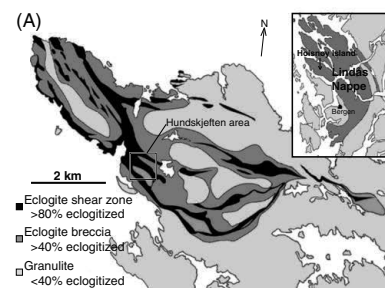 (A)
N
Hoisnøy island
Lindås
Nappe
Bergen
Hundskjeften area
2 km
Eclogite shear zone
>80% eclogitized
Eclogite breccia
>40% eclogitized
Granulite
<40% eclogitized